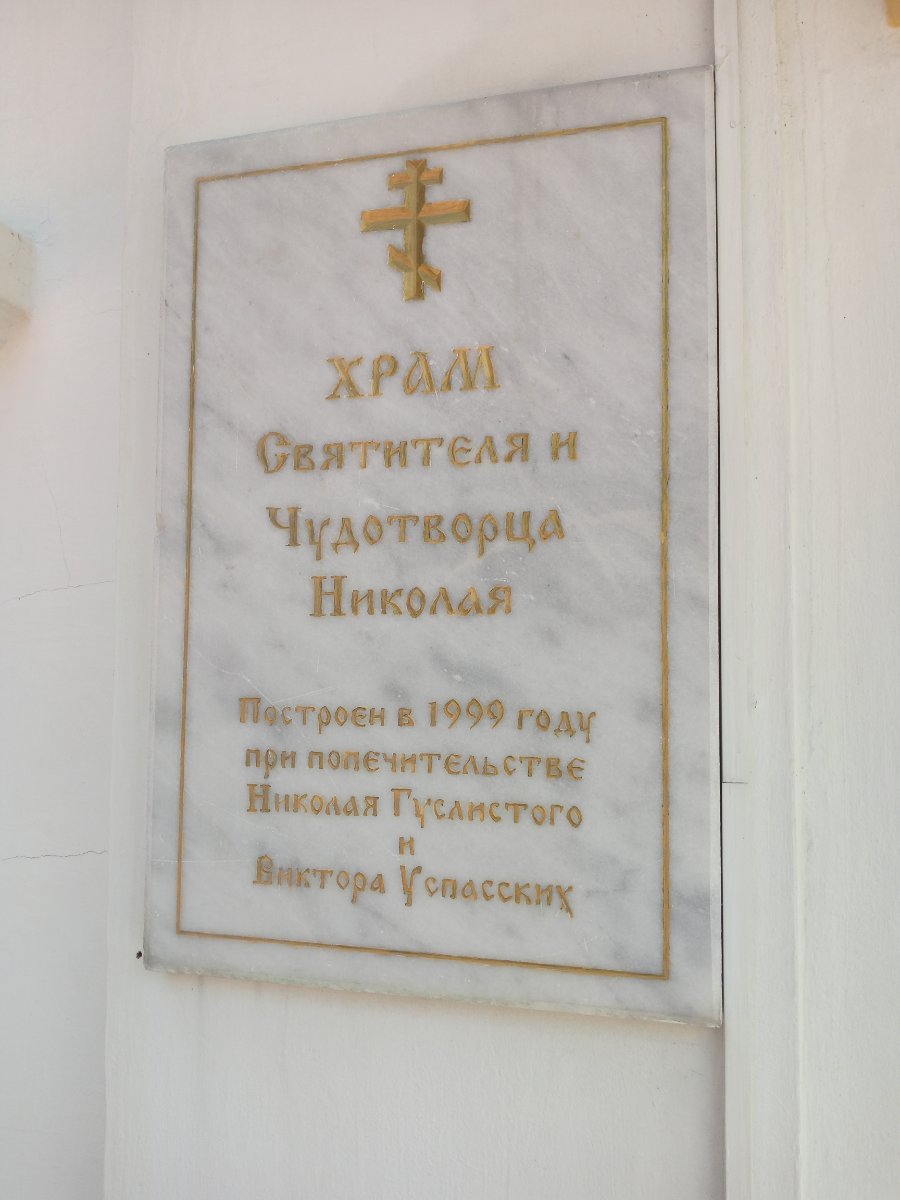 ХРАМ
Святителя и
Чудотворца
Николая
Построен в 1999 году
при попечительстве
Николая Гуслистого
и
Виктора Успасских